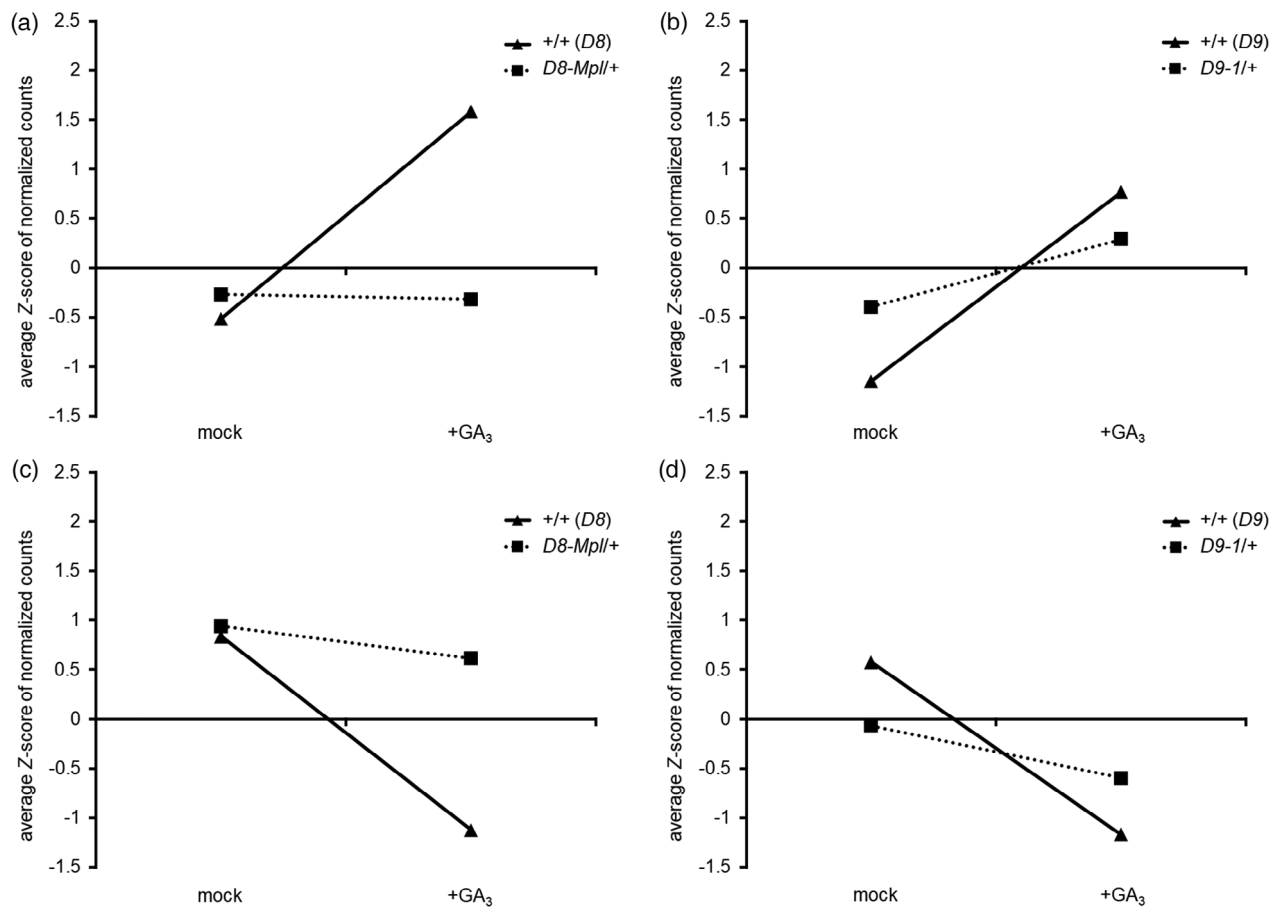 (a)
average Z-score of normalized counts
2.5
2
1.5
1
0.5
0
-0.5
-1
-1.5
+/+ (D8)
D8-Mpl/+
mock
+GA₃
(b)
average Z-score of normalized counts
2.5
2
1.5
1
0.5
0
-0.5
-1
-1.5
+/+ (D9)
D9-1/+
mock
+GA₃
(c)
average Z-score of normalized counts
2.5
2
1.5
1
0.5
0
-0.5
-1
-1.5
+/+ (D8)
D8-Mpl/+
mock
+GA₃
(d)
average Z-score of normalized counts
2.5
2
1.5
1
0.5
0
-0.5
-1
-1.5
+/+ (D9)
D9-1/+
mock
+GA₃